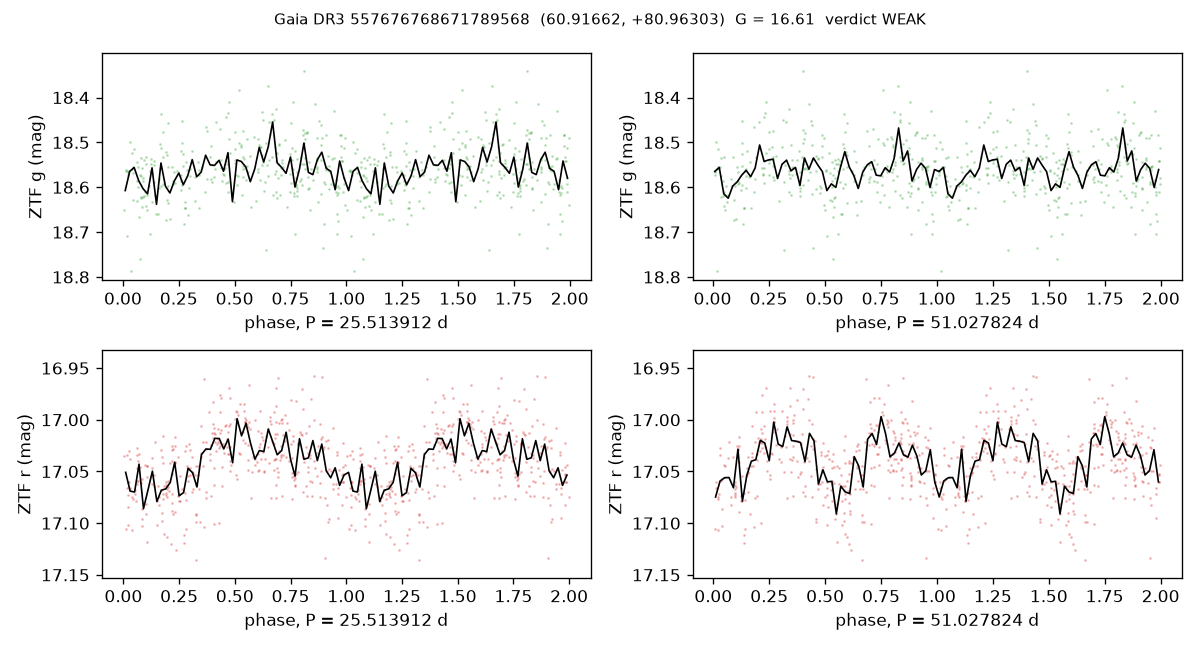 Gaia DR3 557676768671789568 (60.91662, +80.96303) G = 16.61 verdict WEAK
ZTF g (mag)
18.4
18.5
18.6
18.7
18.8
0.00 0.25 0.50 0.75 1.00 1.25 1.50 1.75 2.00
phase, P = 25.513912 d
ZTF g (mag)
18.4
18.5
18.6
18.7
18.8
0.00 0.25 0.50 0.75 1.00 1.25 1.50 1.75 2.00
phase, P = 51.027824 d
ZTF r (mag)
16.95
17.00
17.05
17.10
17.15
0.00 0.25 0.50 0.75 1.00 1.25 1.50 1.75 2.00
phase, P = 25.513912 d
ZTF r (mag)
16.95
17.00
17.05
17.10
17.15
0.00 0.25 0.50 0.75 1.00 1.25 1.50 1.75 2.00
phase, P = 51.027824 d